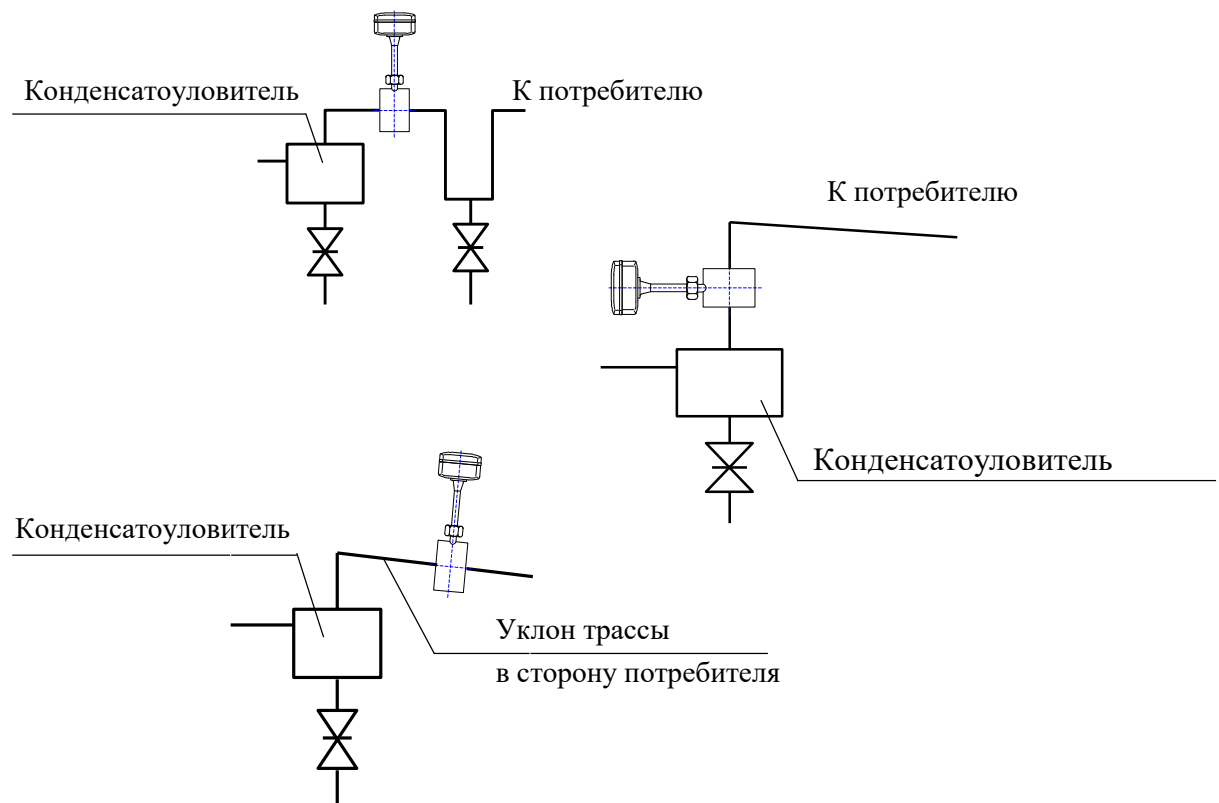 Конденсатоуловитель
К потребителю
К потребителю
Конденсатоуловитель
Конденсатоуловитель
Уклон трассы
в сторону потребителя